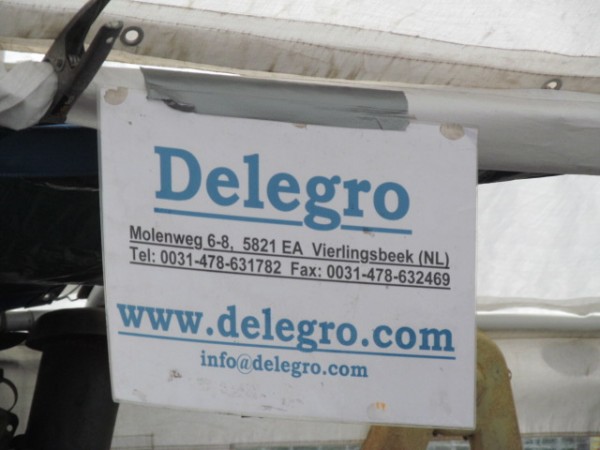 Delegro
Molenweg 6-8, 5821 EA Vierlingsbeek (NL)
Tel: 0031-478-631782 Fax: 0031-478-632469
www.delegro.com
info@delegro.com